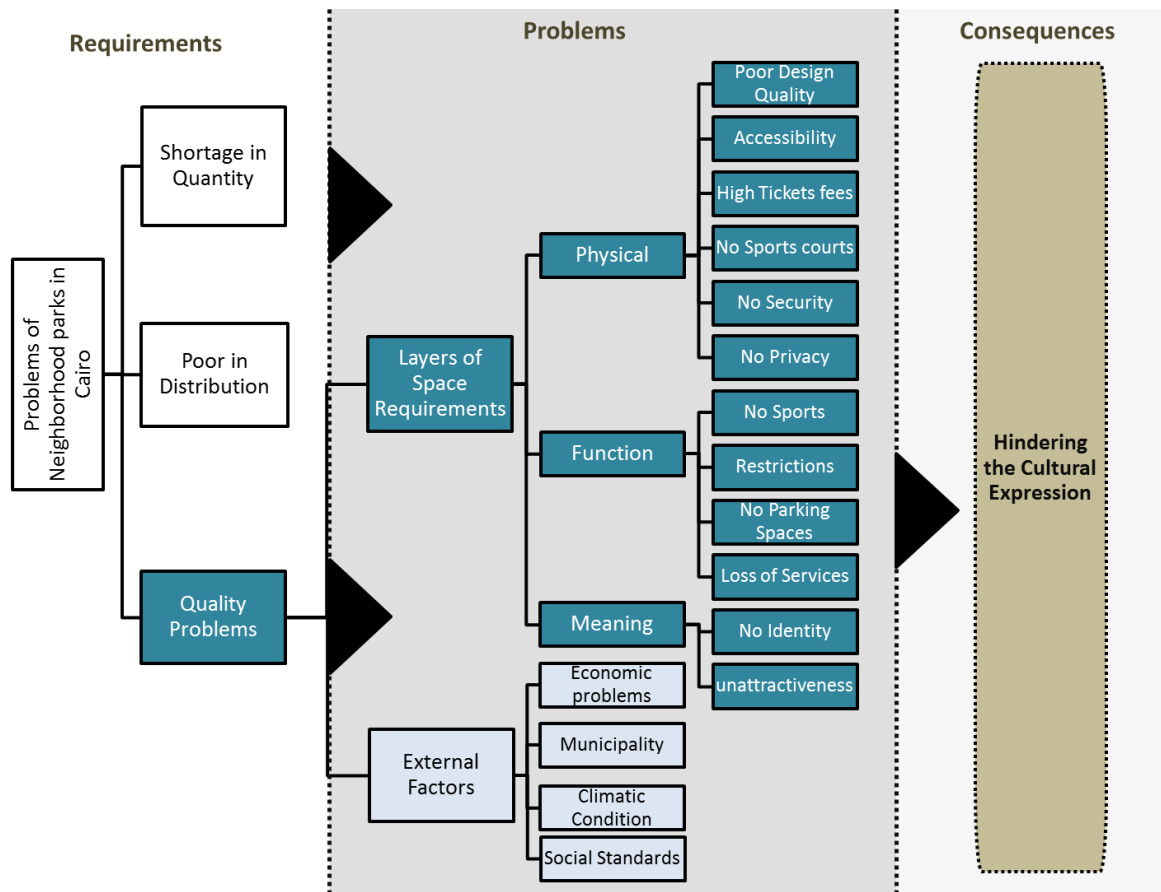 Requirements
Problems
Consequences
Problems of
Neighborhood parks in
Cairo
Shortage in
Quantity
Poor in
Distribution
Quality
Problems
Layers of
Space
Requirements
External
Factors
Physical
Function
Meaning
Economic
problems
Municipality
Climatic
Condition
Social Standards
Poor Design
Quality
Accessibility
High Tickets fees
No Sports courts
No Security
No Privacy
No Sports
Restrictions
No Parking
Spaces
Loss of Services
No Identity
unattractiveness
Hindering
the Cultural
Expression